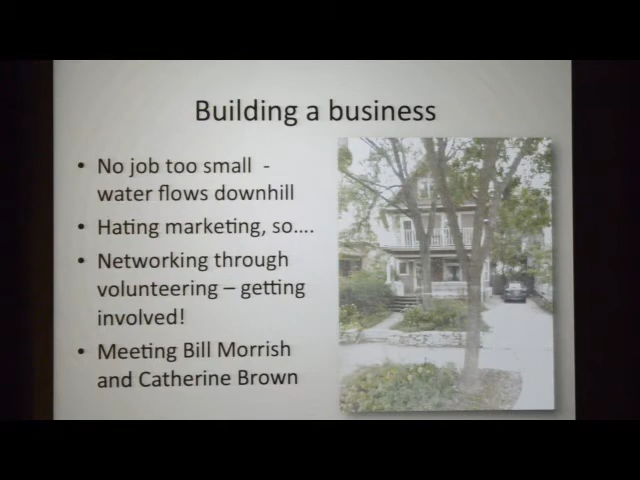 Building a business
• No job too small -
water flows downhill
• Hating marketing, so....
• Networking through
volunteering – getting
involved!
• Meeting Bill Morrish
and Catherine Brown